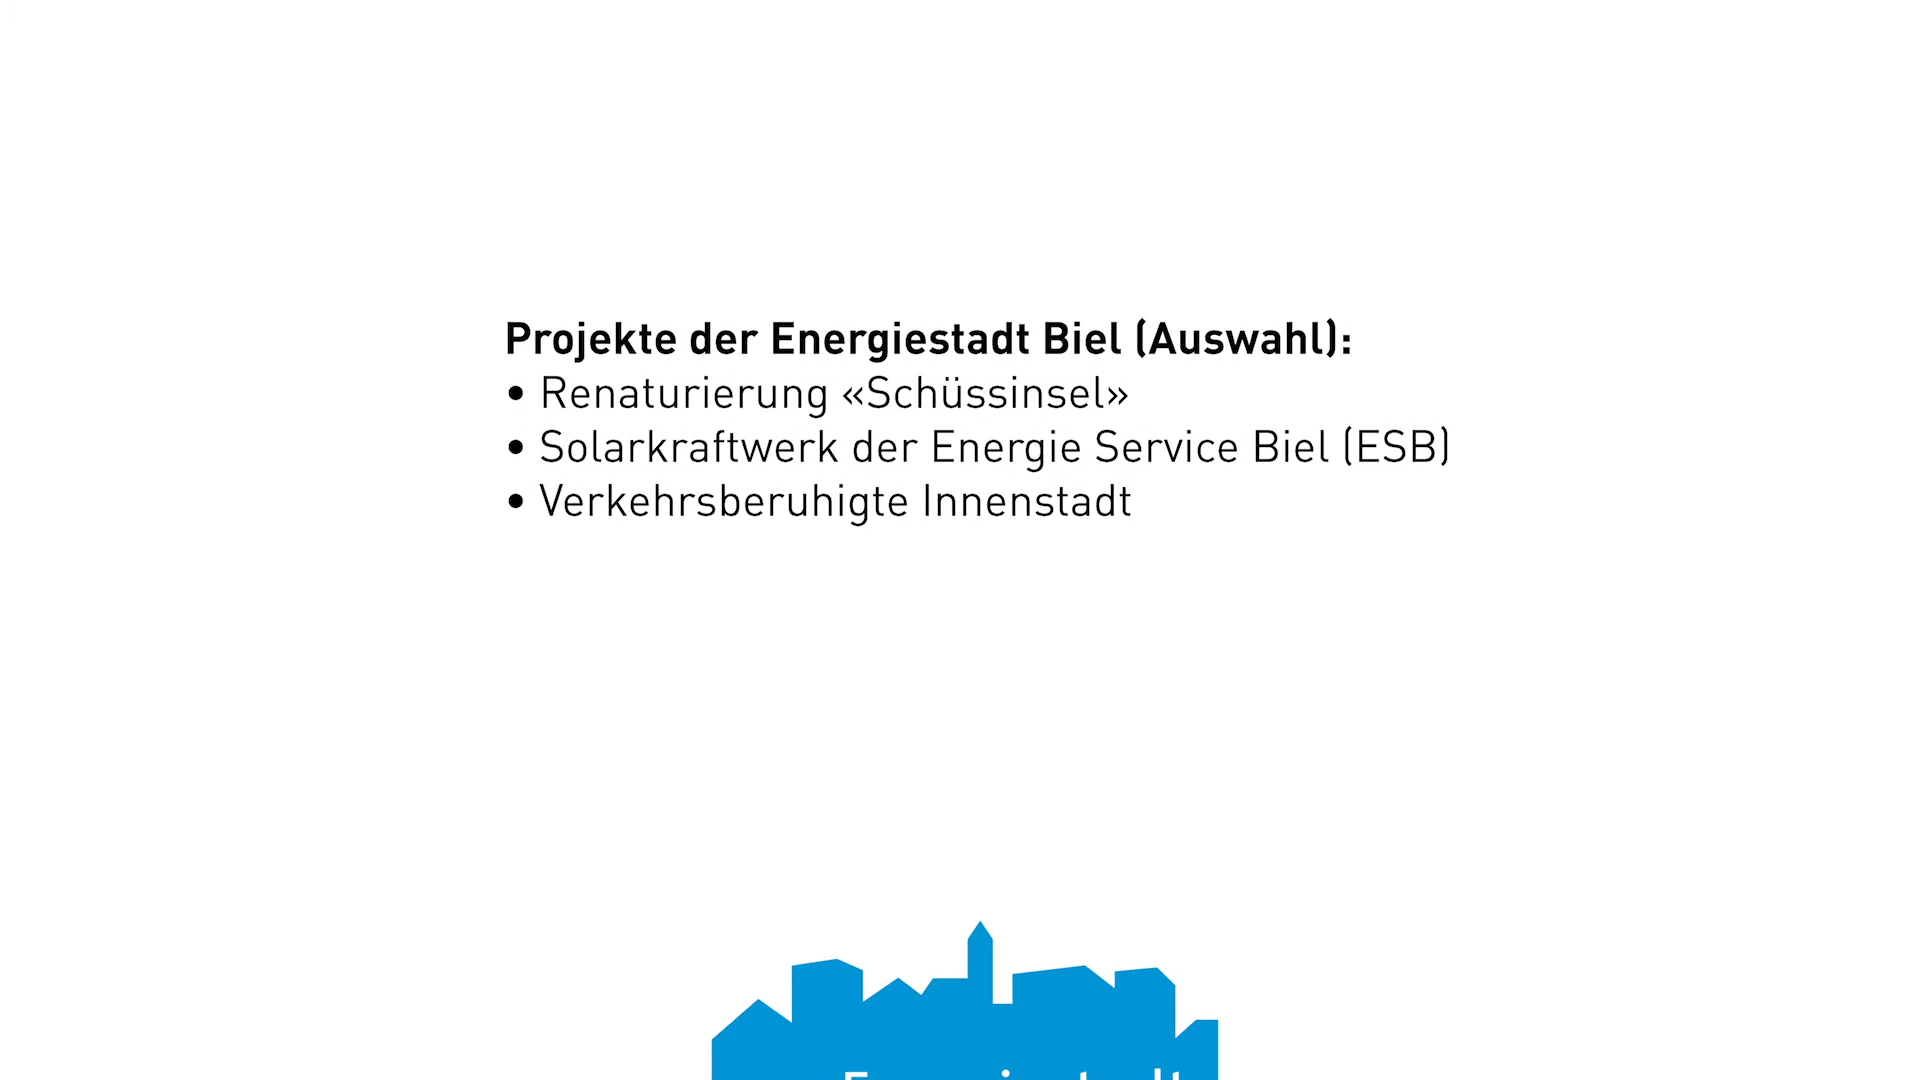 Projekte der Energiestadt Biel (Auswahl):
• Renaturierung «Schüssinsel»
• Solarkraftwerk der Energie Service Biel (ESB)
• Verkehrsberuhigte Innenstadt